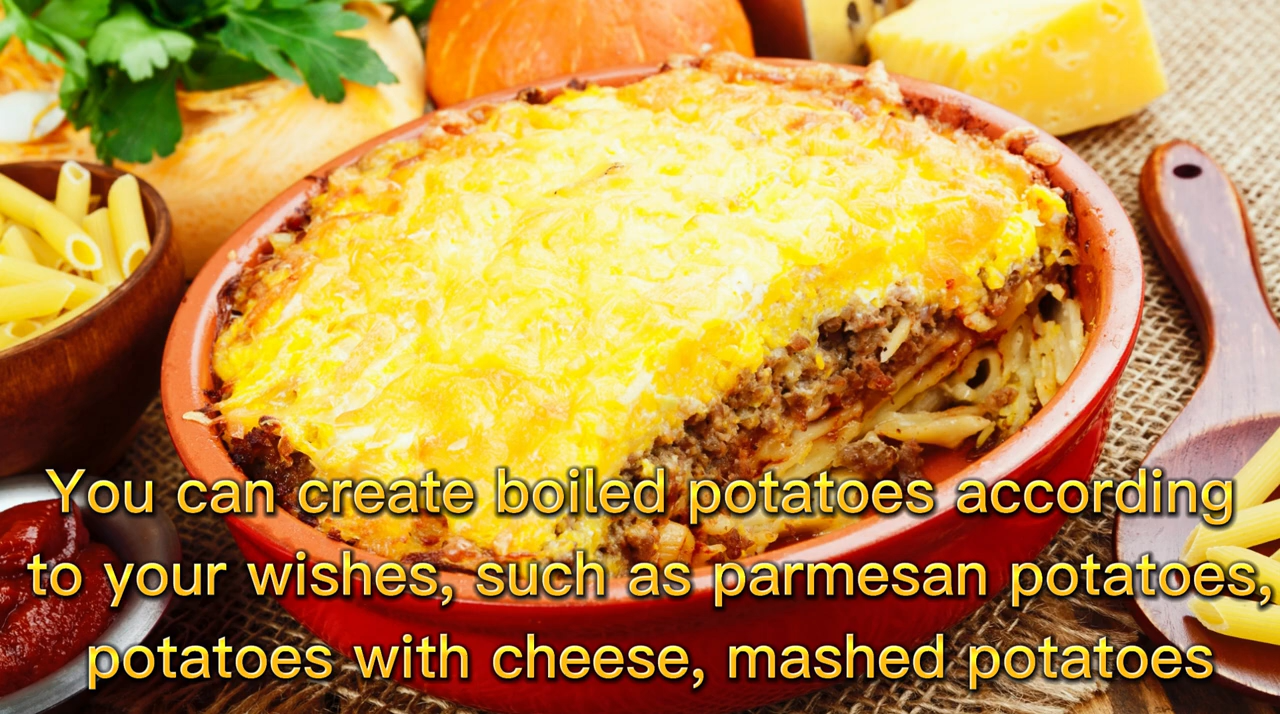 You can create boiled potatoes according
to your wishes, such as parmesan potatoes,
potatoes with cheese, mashed potatoes